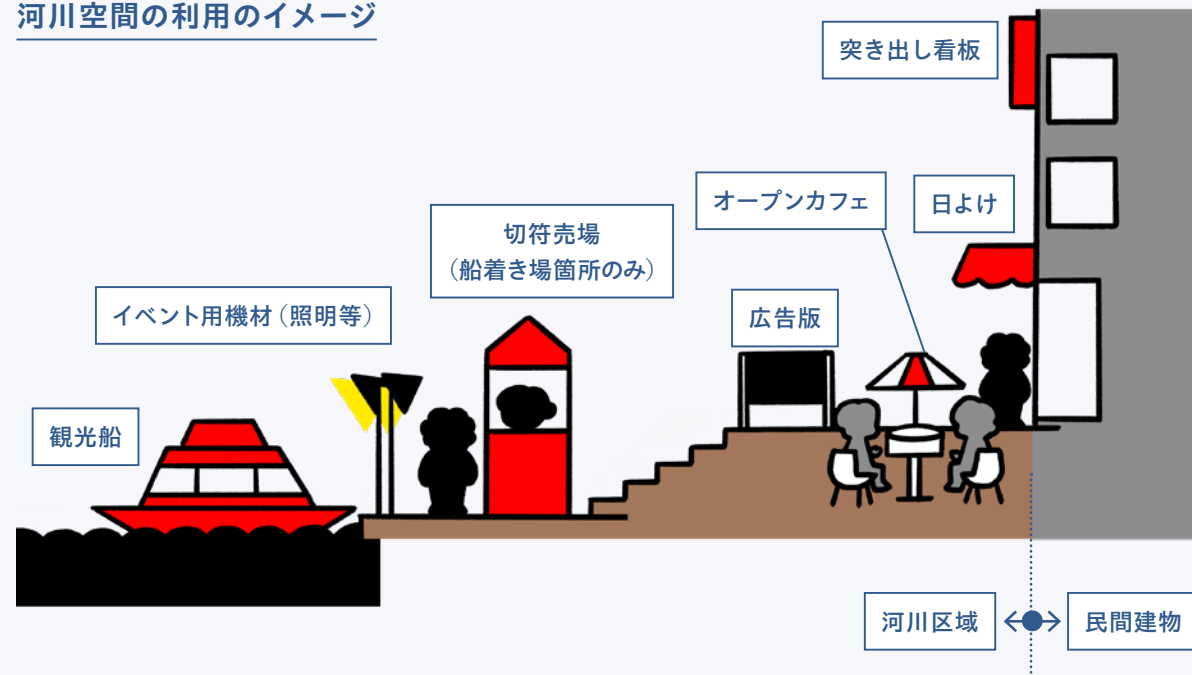 河川空間の利用のイメージ
突き出し看板
オープンカフェ
日よけ
切符売場
（船着き場箇所のみ）
イベント用機材（照明等）
広告版
観光船
河川区域
民間建物